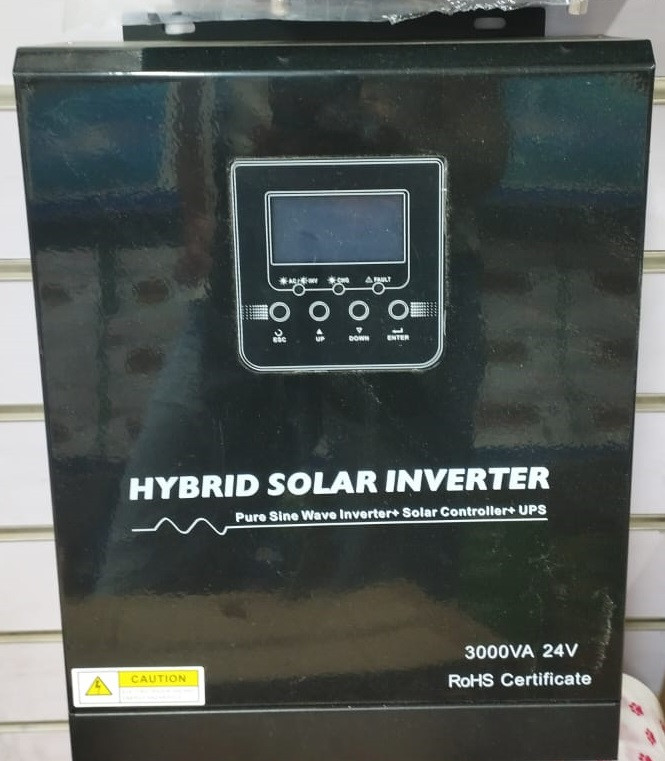 AC/INV CHG FAULT
ESC UP DOWN ENTER
HYBRID SOLAR INVERTER
Pure Sine Wave Inverter+ Solar Controller+ UPS
3000VA 24V
RoHS Certificate
CAUTION